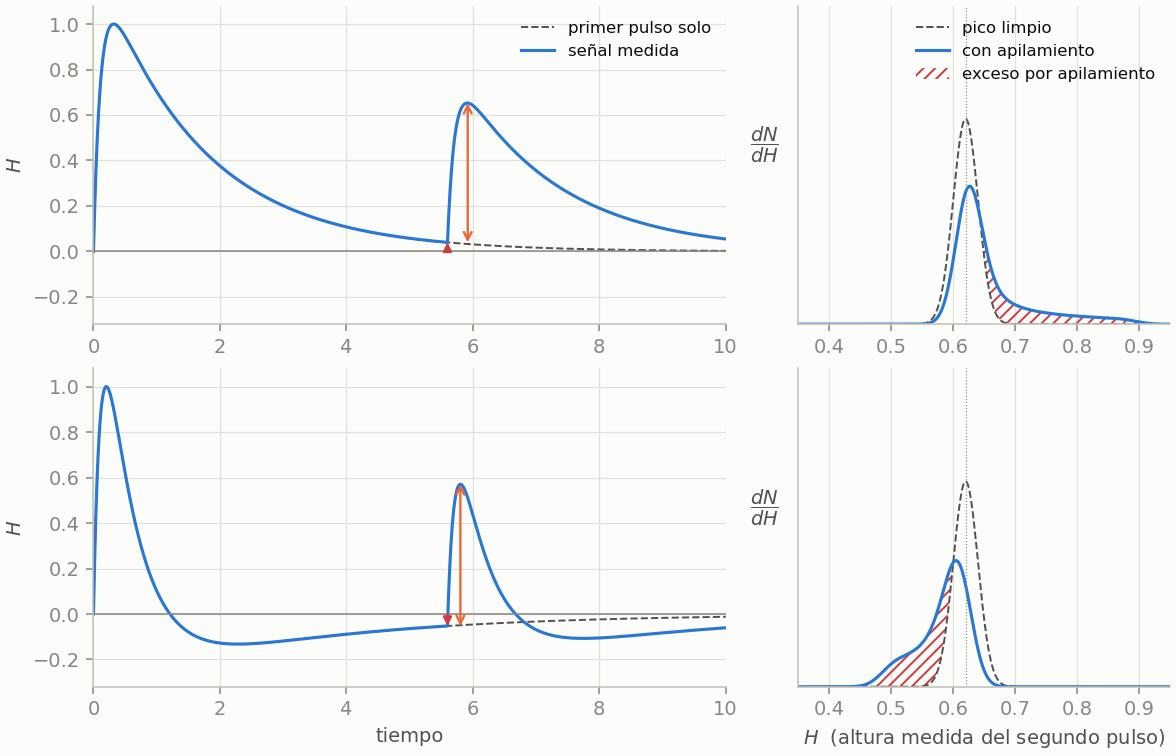 primer pulso solo
señal medida
H
1.0
0.8
0.6
0.4
0.2
0.0
−0.2
0 2 4 6 8 10
pico limpio
con apilamiento
exceso por apilamiento
dN
dH
0.4 0.5 0.6 0.7 0.8 0.9
H
1.0
0.8
0.6
0.4
0.2
0.0
−0.2
0 2 4 6 8 10
tiempo
dN
dH
0.4 0.5 0.6 0.7 0.8 0.9
H (altura medida del segundo pulso)